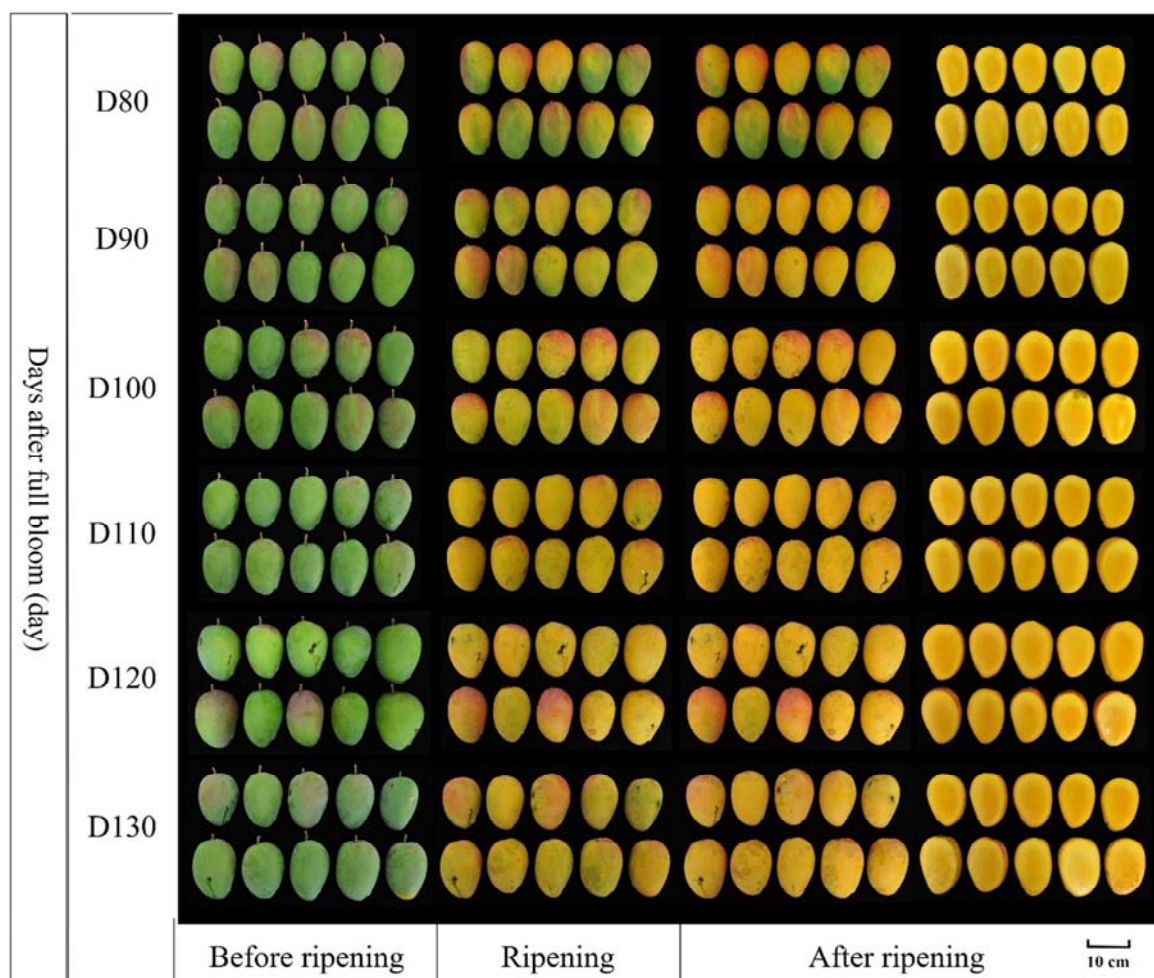 Days after full bloom (day)
D80
D90
D100
D110
D120
D130
Before ripening
Ripening
After ripening
10 cm